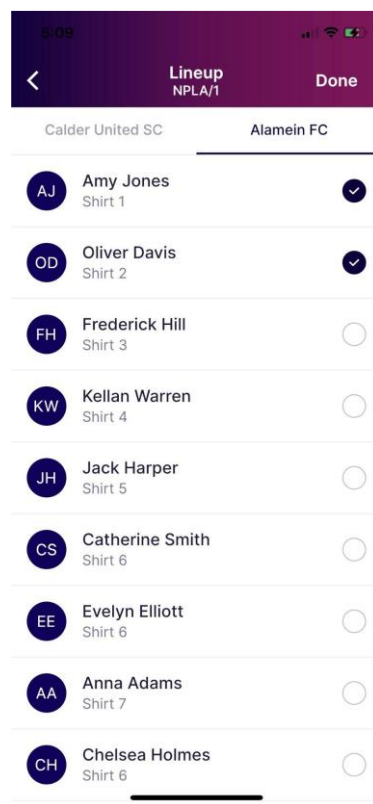 5:09
Lineup
NPLA/1
Done
Calder United SC
Alamein FC
AJ
Amy Jones
Shirt 1
OD
Oliver Davis
Shirt 2
FH
Frederick Hill
Shirt 3
KW
Kellan Warren
Shirt 4
JH
Jack Harper
Shirt 5
CS
Catherine Smith
Shirt 6
EE
Evelyn Elliott
Shirt 6
AA
Anna Adams
Shirt 7
CH
Chelsea Holmes
Shirt 6